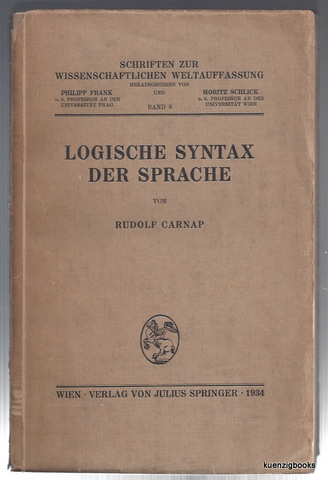 SCHRIFTEN ZUR
WISSENSCHAFTLICHEN WELTAUFFASSUNG
HERAUSGEGEBEN VON
PHILIPP FRANK UND MORITZ SCHLICK
O. Ö. PROFESSOR AN DER O. Ö. PROFESSOR AN DER
UNIVERSITÄT PRAG UNIVERSITÄT WIEN
BAND 8
LOGISCHE SYNTAX
DER SPRACHE
VON
RUDOLF CARNAP
WIEN · VERLAG VON JULIUS SPRINGER · 1934
kuenzigbooks